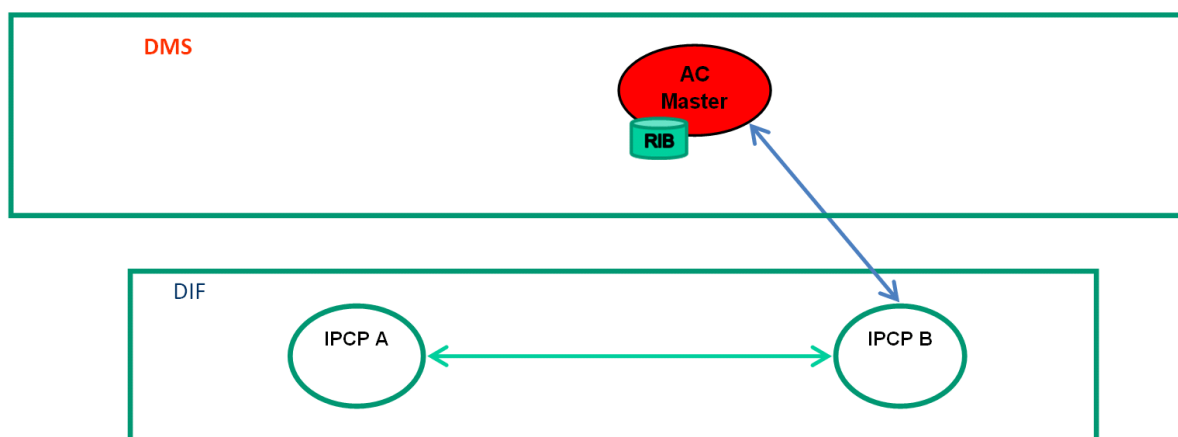 DMS
AC
Master
RIB
DIF
IPCP A
IPCP B